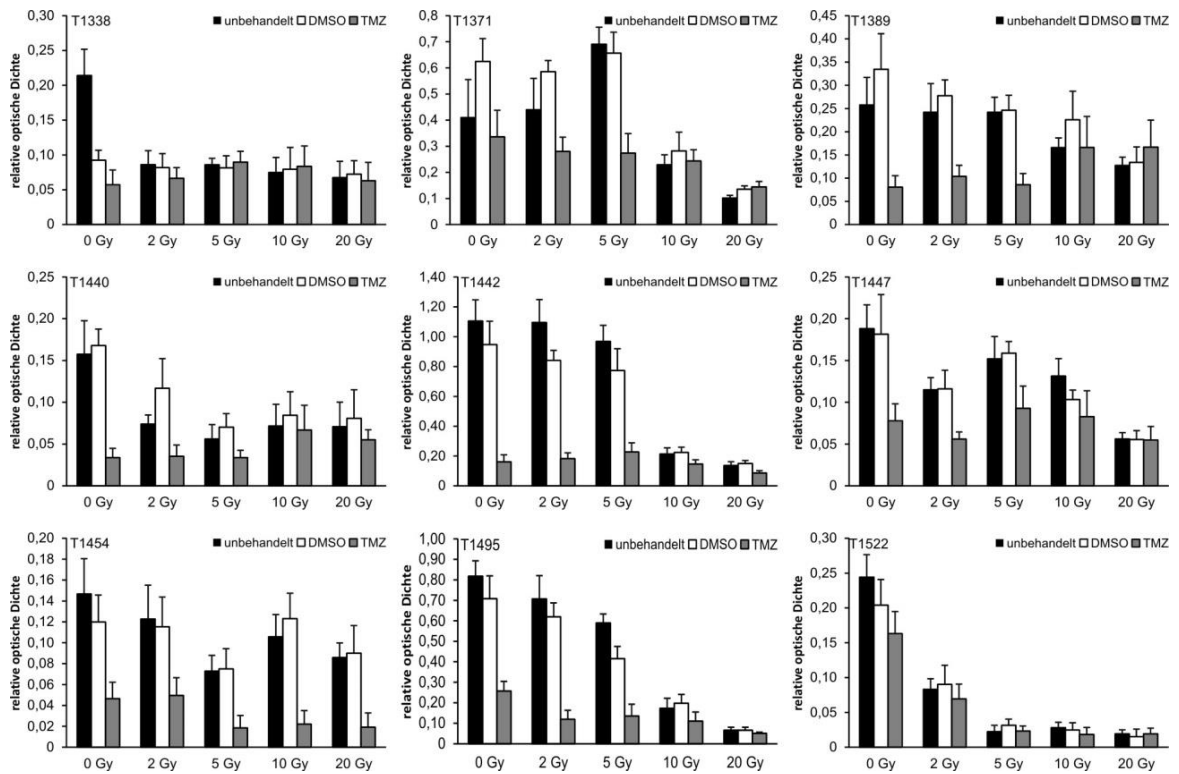 T1338
unbehandelt DMSO TMZ
relative optische Dichte
0,30
0,25
0,20
0,15
0,10
0,05
0
0 Gy 2 Gy 5 Gy 10 Gy 20 Gy
T1371
unbehandelt DMSO TMZ
relative optische Dichte
0,8
0,7
0,6
0,5
0,4
0,3
0,2
0,1
0
0 Gy 2 Gy 5 Gy 10 Gy 20 Gy
T1389
unbehandelt DMSO TMZ
relative optische Dichte
0,45
0,40
0,35
0,30
0,25
0,20
0,15
0,10
0,05
0
0 Gy 2 Gy 5 Gy 10 Gy 20 Gy
T1440
unbehandelt DMSO TMZ
relative optische Dichte
0,25
0,20
0,15
0,10
0,05
0
0 Gy 2 Gy 5 Gy 10 Gy 20 Gy
T1442
unbehandelt DMSO TMZ
relative optische Dichte
1,40
1,20
1,00
0,80
0,60
0,40
0,20
0
0 Gy 2 Gy 5 Gy 10 Gy 20 Gy
T1447
unbehandelt DMSO TMZ
relative optische Dichte
0,25
0,20
0,15
0,10
0,05
0
0 Gy 2 Gy 5 Gy 10 Gy 20 Gy
T1454
unbehandelt DMSO TMZ
relative optische Dichte
0,20
0,18
0,16
0,14
0,12
0,10
0,08
0,06
0,04
0,02
0
0 Gy 2 Gy 5 Gy 10 Gy 20 Gy
T1495
unbehandelt DMSO TMZ
relative optische Dichte
1,00
0,90
0,80
0,70
0,60
0,50
0,40
0,30
0,20
0,10
0
0 Gy 2 Gy 5 Gy 10 Gy 20 Gy
T1522
unbehandelt DMSO TMZ
relative optische Dichte
0,30
0,25
0,20
0,15
0,10
0,05
0
0 Gy 2 Gy 5 Gy 10 Gy 20 Gy